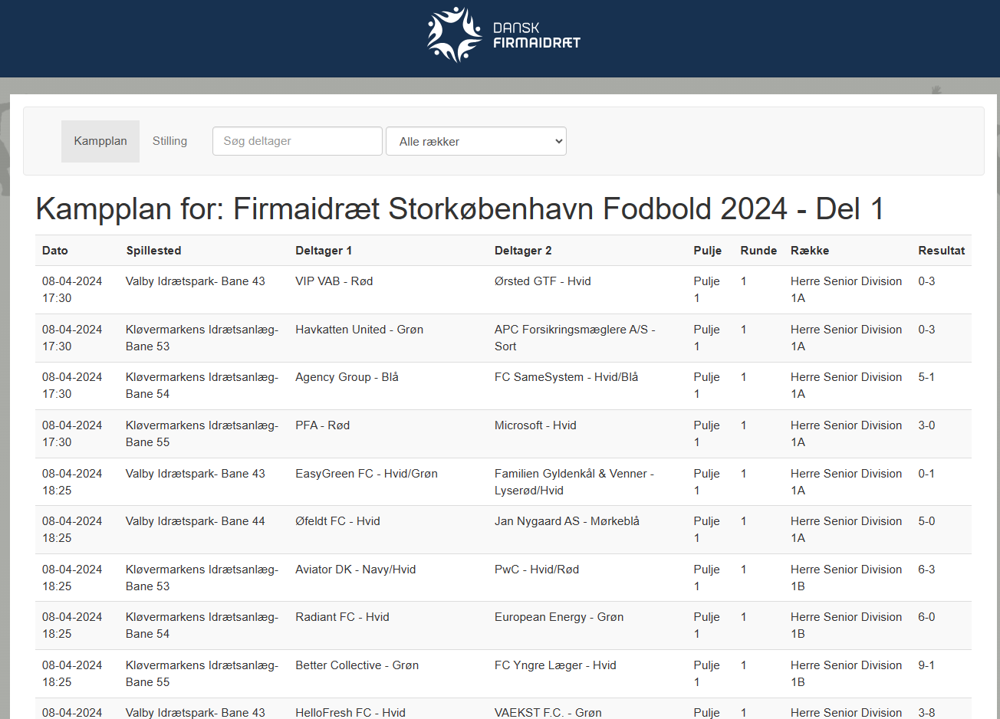 DANSK
FIRMAIDRÆT
Kampplan Stilling Søg deltager Alle rækker
Kampplan for: Firmaidræt Storkøbenhavn Fodbold 2024 - Del 1
Dato Spillested Deltager 1 Deltager 2 Pulje Runde Række Resultat
08-04-2024 Valby Idrætspark- Bane 43 VIP VAB - Rød Ørsted GTF - Hvid Pulje 1 Herre Senior Division 0-3
17:30 1 1A
08-04-2024 Kløvermarkens Idrætsanlæg- Havkatten United - Grøn APC Forsikringsmæglere A/S - Pulje 1 Herre Senior Division 0-3
17:30 Bane 53 Sort 1 1A
08-04-2024 Kløvermarkens Idrætsanlæg- Agency Group - Blå FC SameSystem - Hvid/Blå Pulje 1 Herre Senior Division 5-1
17:30 Bane 54 1 1A
08-04-2024 Kløvermarkens Idrætsanlæg- PFA - Rød Microsoft - Hvid Pulje 1 Herre Senior Division 3-0
17:30 Bane 55 1 1A
08-04-2024 Valby Idrætspark- Bane 43 EasyGreen FC - Hvid/Grøn Familien Gyldenkål & Venner - Pulje 1 Herre Senior Division 0-1
18:25 Lyserød/Hvid 1 1A
08-04-2024 Valby Idrætspark- Bane 44 Øfeldt FC - Hvid Jan Nygaard AS - Mørkeblå Pulje 1 Herre Senior Division 5-0
18:25 1 1A
08-04-2024 Kløvermarkens Idrætsanlæg- Aviator DK - Navy/Hvid PwC - Hvid/Rød Pulje 1 Herre Senior Division 6-3
18:25 Bane 53 1 1B
08-04-2024 Kløvermarkens Idrætsanlæg- Radiant FC - Hvid European Energy - Grøn Pulje 1 Herre Senior Division 6-0
18:25 Bane 54 1 1B
08-04-2024 Kløvermarkens Idrætsanlæg- Better Collective - Grøn FC Yngre Læger - Hvid Pulje 1 Herre Senior Division 9-1
18:25 Bane 55 1 1B
08-04-2024 Valby Idrætspark- Bane 43 HelloFresh FC - Hvid VAEKST F.C. - Grøn Pulje 1 Herre Senior Division 3-8